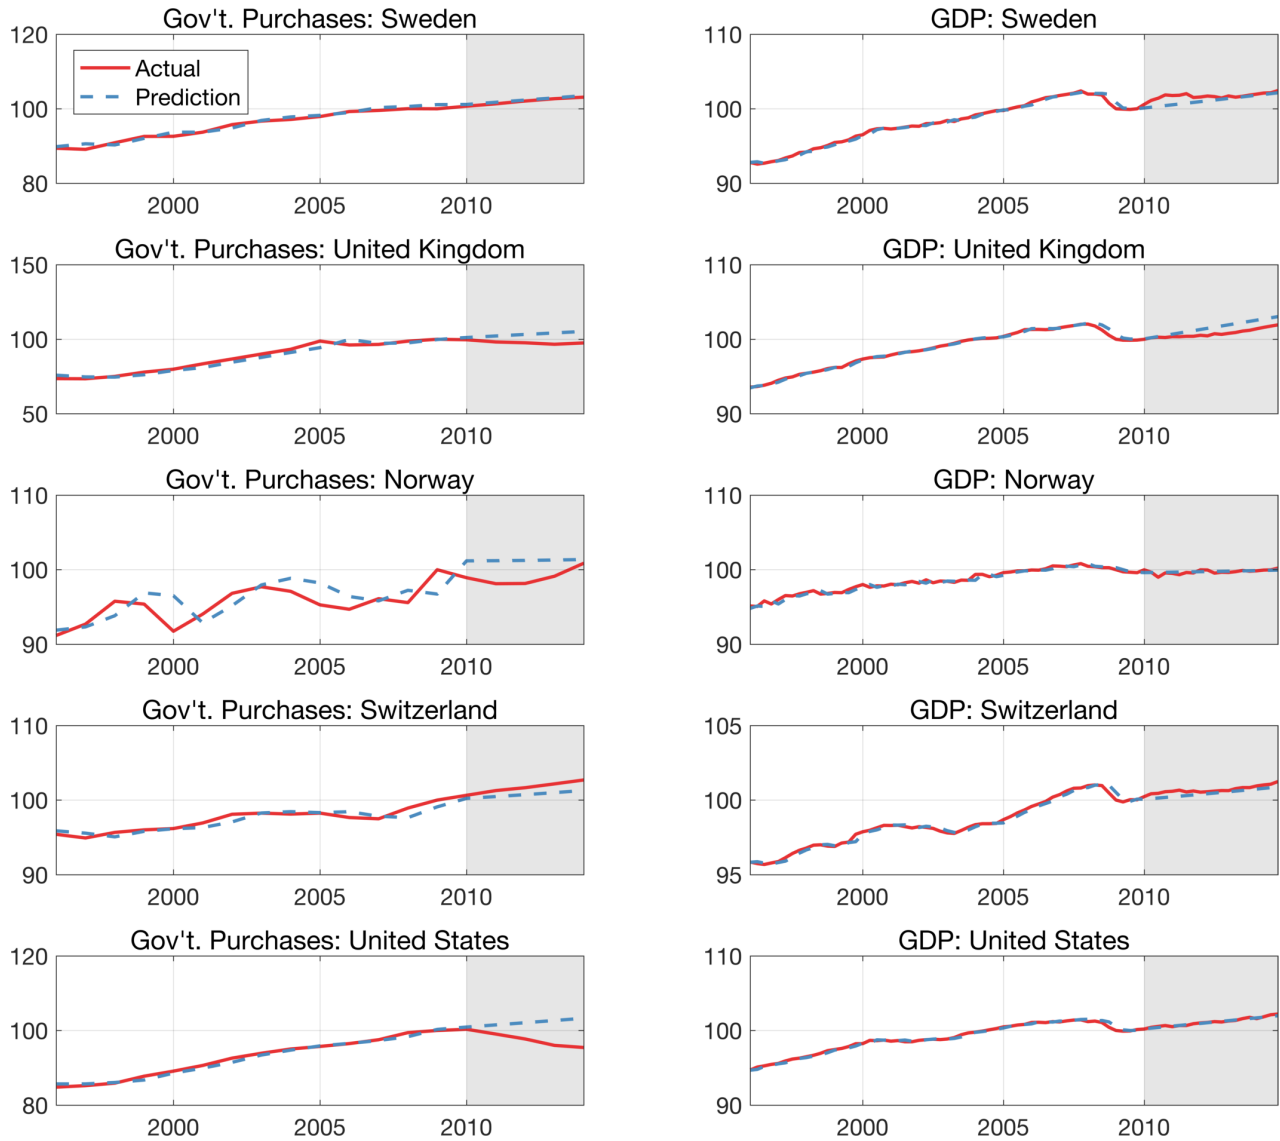 Gov't. Purchases: Sweden
120
100
80
2000 2005 2010
Actual
Prediction
GDP: Sweden
110
100
90
2000 2005 2010
Gov't. Purchases: United Kingdom
150
100
50
2000 2005 2010
GDP: United Kingdom
110
100
90
2000 2005 2010
Gov't. Purchases: Norway
110
100
90
2000 2005 2010
GDP: Norway
110
100
90
2000 2005 2010
Gov't. Purchases: Switzerland
110
100
90
2000 2005 2010
GDP: Switzerland
105
100
95
2000 2005 2010
Gov't. Purchases: United States
120
100
80
2000 2005 2010
GDP: United States
110
100
90
2000 2005 2010